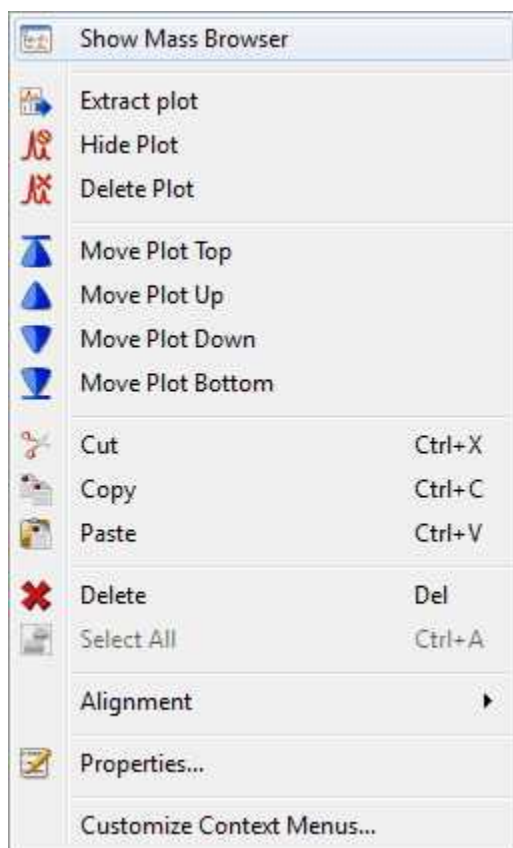 Show Mass Browser
Extract plot
Hide Plot
Delete Plot
Move Plot Top
Move Plot Up
Move Plot Down
Move Plot Bottom
Cut Ctrl+X
Copy Ctrl+C
Paste Ctrl+V
Delete Del
Select All Ctrl+A
Alignment
Properties...
Customize Context Menus...